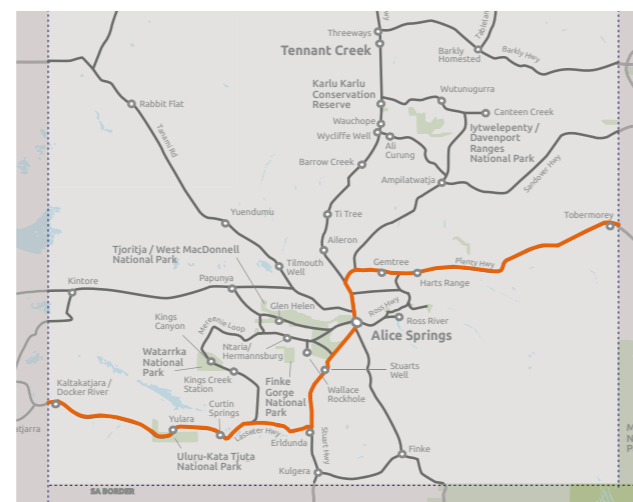 Threeways
Tennant Creek
Barkly
Homested
Barkly Hwy
Karlu Karlu
Conservation
Reserve
Wutunugurra
Canteen Creek
Rabbit Flat
Tanami Rd
Wauchope
Wycliffe Well
Ali
Curung
Iytwelepenty /
Davenport
Ranges
National Park
Barrow Creek
Ampilatwatja
Sandover Hwy
Yuendumu
Ti Tree
Tobermorey
Tjoritja / West MacDonnell
National Park
Aileron
Tilmouth
Well
Gemtree
Plenty Hwy
Harts Range
Kintore
Papunya
Glen Helen
Ross Hwy
Ross River
Kings
Canyon
Mereenie Loop
Alice Springs
Watarrka
National
Park
Ntaria/
Hermannsburg
Stuarts
Well
Kaltakatjara /
Docker River
Kings Creek
Station
Finke
Gorge
National
Park
Wallace
Rockhole
atjarra
Yulara
Curtin
Springs
Lasseter Hwy
Erldunda
Stuart Hwy
Uluru-Kata Tjuta
National Park
Kulgera
Finke
SA BORDER